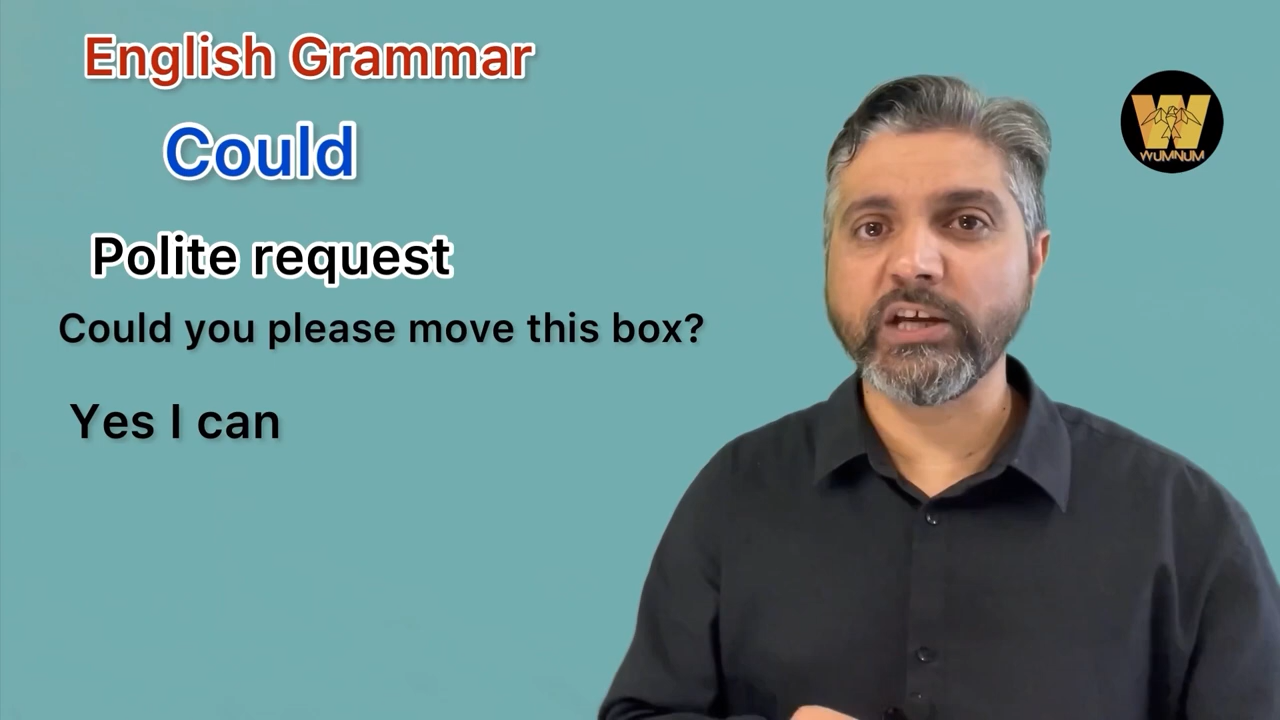 English Grammar
Could
Polite request
Could you please move this box?
Yes I can
W
WUMNUM